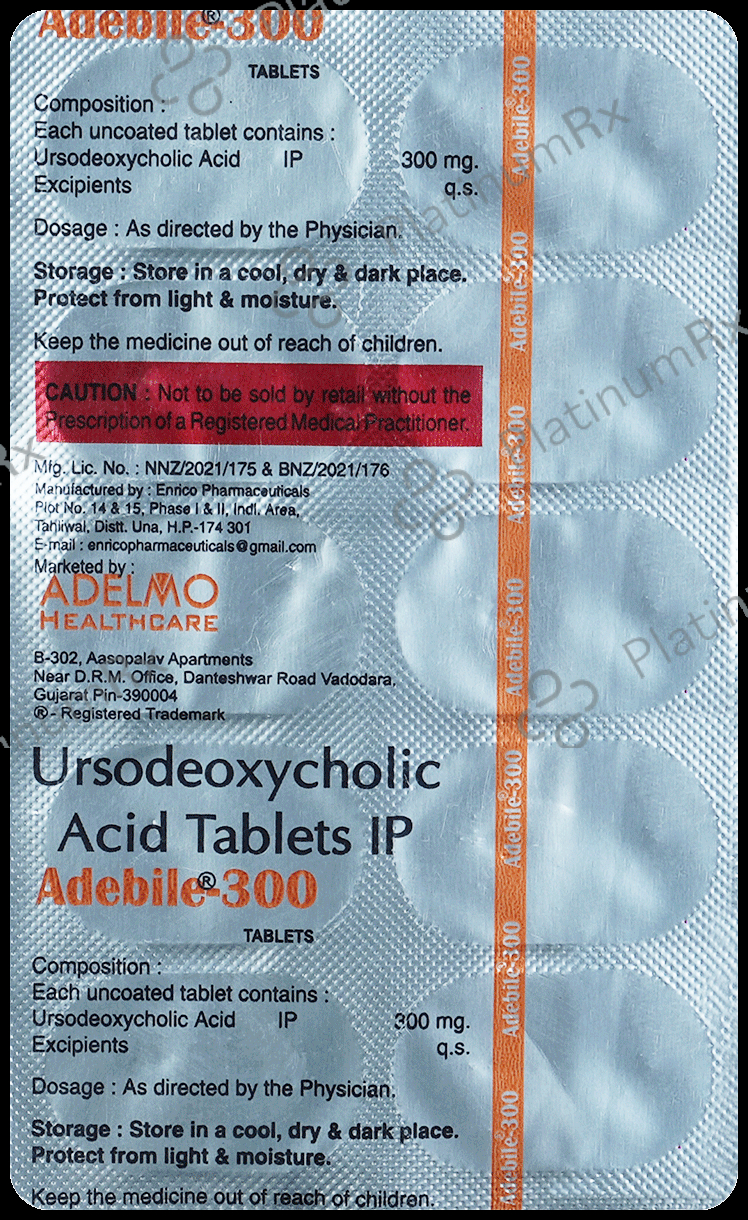 Adebile®-300
TABLETS
Composition :
Each uncoated tablet contains :
Ursodeoxycholic Acid IP 300 mg.
Excipients q.s.
Dosage : As directed by the Physician.
Storage : Store in a cool, dry & dark place.
Protect from light & moisture.
Keep the medicine out of reach of children.
CAUTION : Not to be sold by retail without the
Prescription of a Registered Medical Practitioner.
Mfg. Lic. No. : NNZ/2021/175 & BNZ/2021/176
Manufactured by : Enrico Pharmaceuticals
Plot No. 14 & 15, Phase I & II, Indl. Area,
Tahliwal, Distt. Una, H.P.-174 301
E-mail : enricopharmaceuticals@gmail.com
Marketed by :
ADELMO
HEALTHCARE
B-302, Aasopalav Apartments
Near D.R.M. Office, Danteshwar Road Vadodara,
Gujarat Pin-390004
® - Registered Trademark
Ursodeoxycholic
Acid Tablets IP
Adebile®-300
TABLETS
Composition :
Each uncoated tablet contains :
Ursodeoxycholic Acid IP 300 mg.
Excipients q.s.
Dosage : As directed by the Physician.
Storage : Store in a cool, dry & dark place.
Protect from light & moisture.
Keep the medicine out of reach of children.
Adebile®-300
Adebile®-300
Adebile®-300
Adebile®-300
Adebile®-300
Adebile®-300
Adebile®-300
PlatinumRx
PlatinumRx